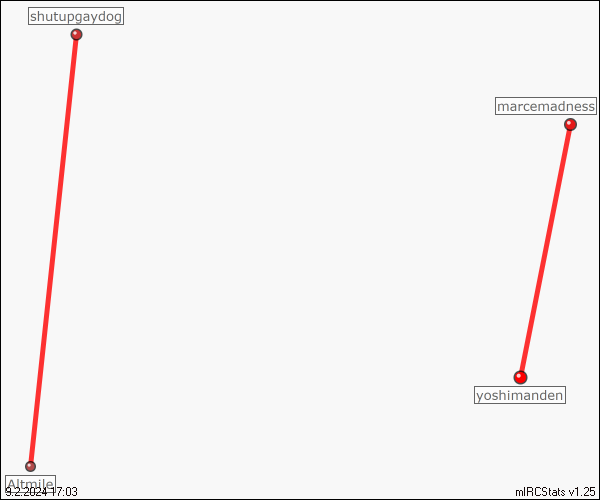 shutupgaydog
marcemadness
yoshimanden
Altmile
9.2.2024 17:03
mIRCStats v1.25